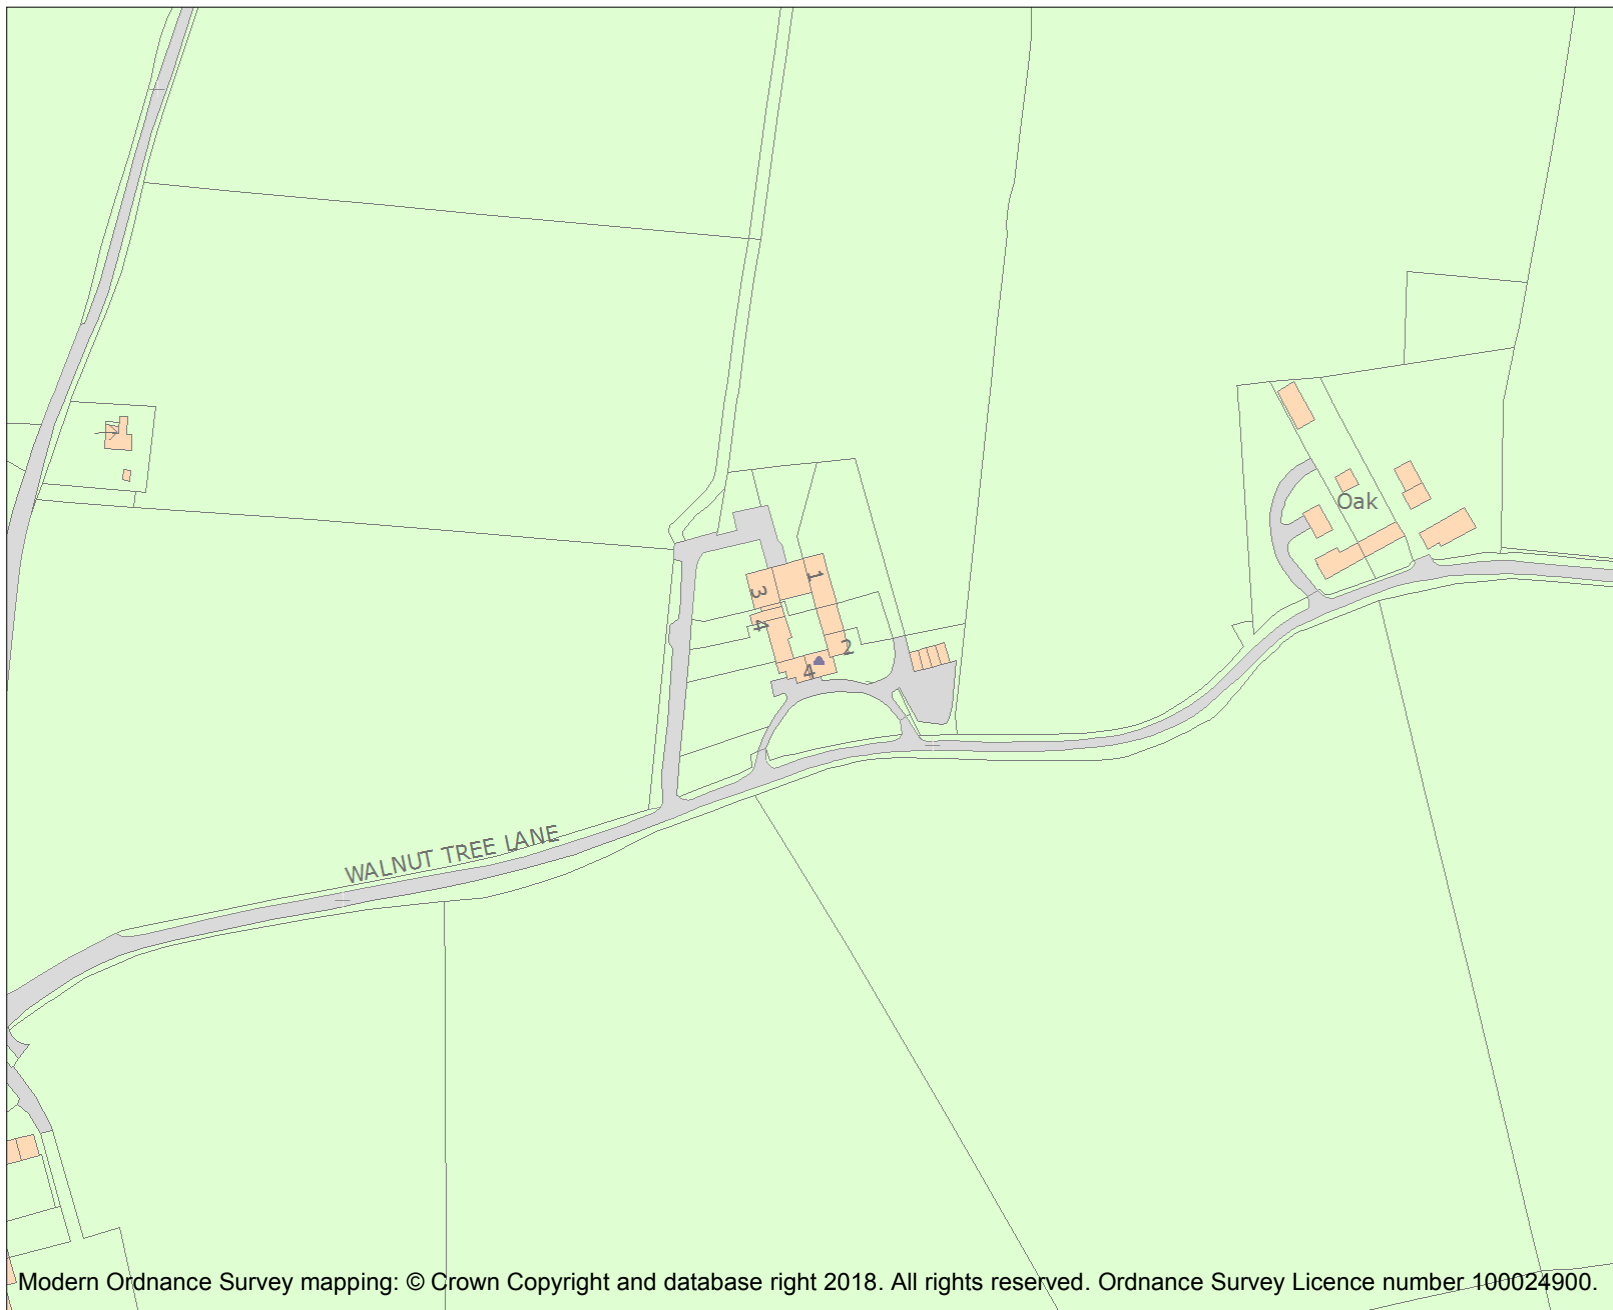 Oak
1
3
4
2
4
WALNUT TREE LANE
Modern Ordnance Survey mapping: © Crown Copyright and database right 2018. All rights reserved. Ordnance Survey Licence number 100024900.